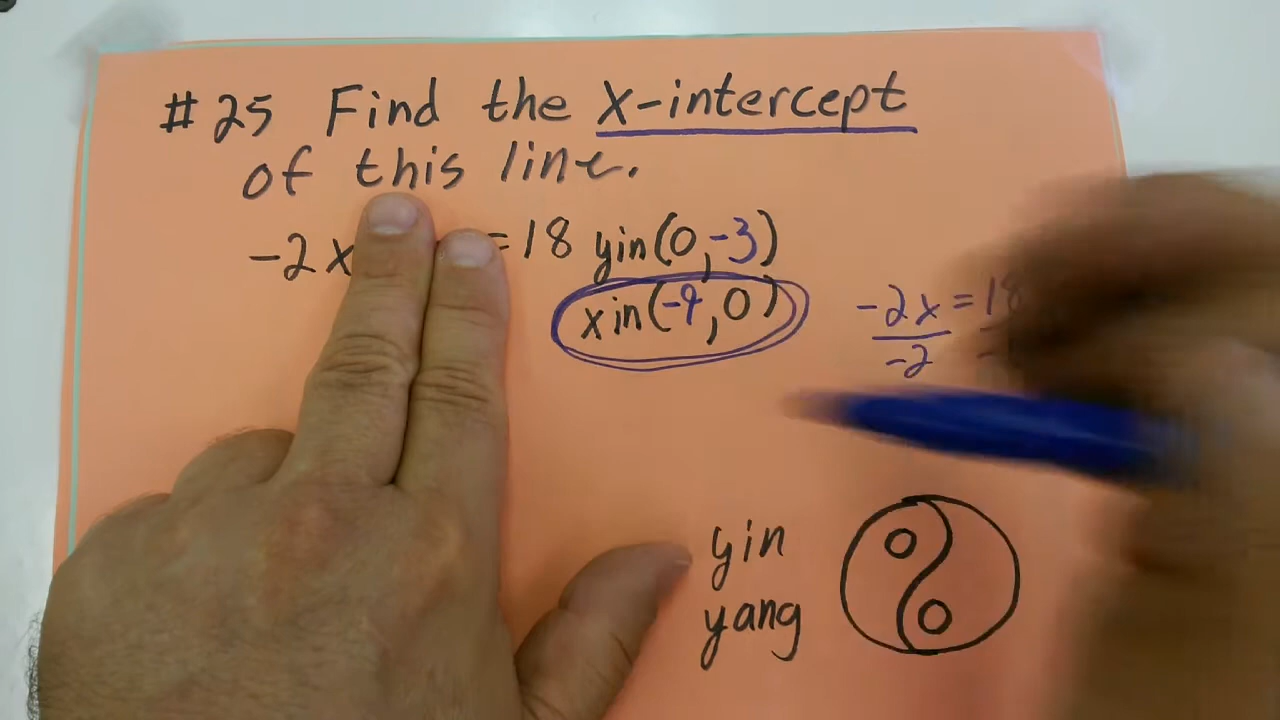 #25 Find the x-intercept
of this line.
-2x = 18 yin(0,-3)
xin(-9,0)
-2x = 18
-2
yin
yang